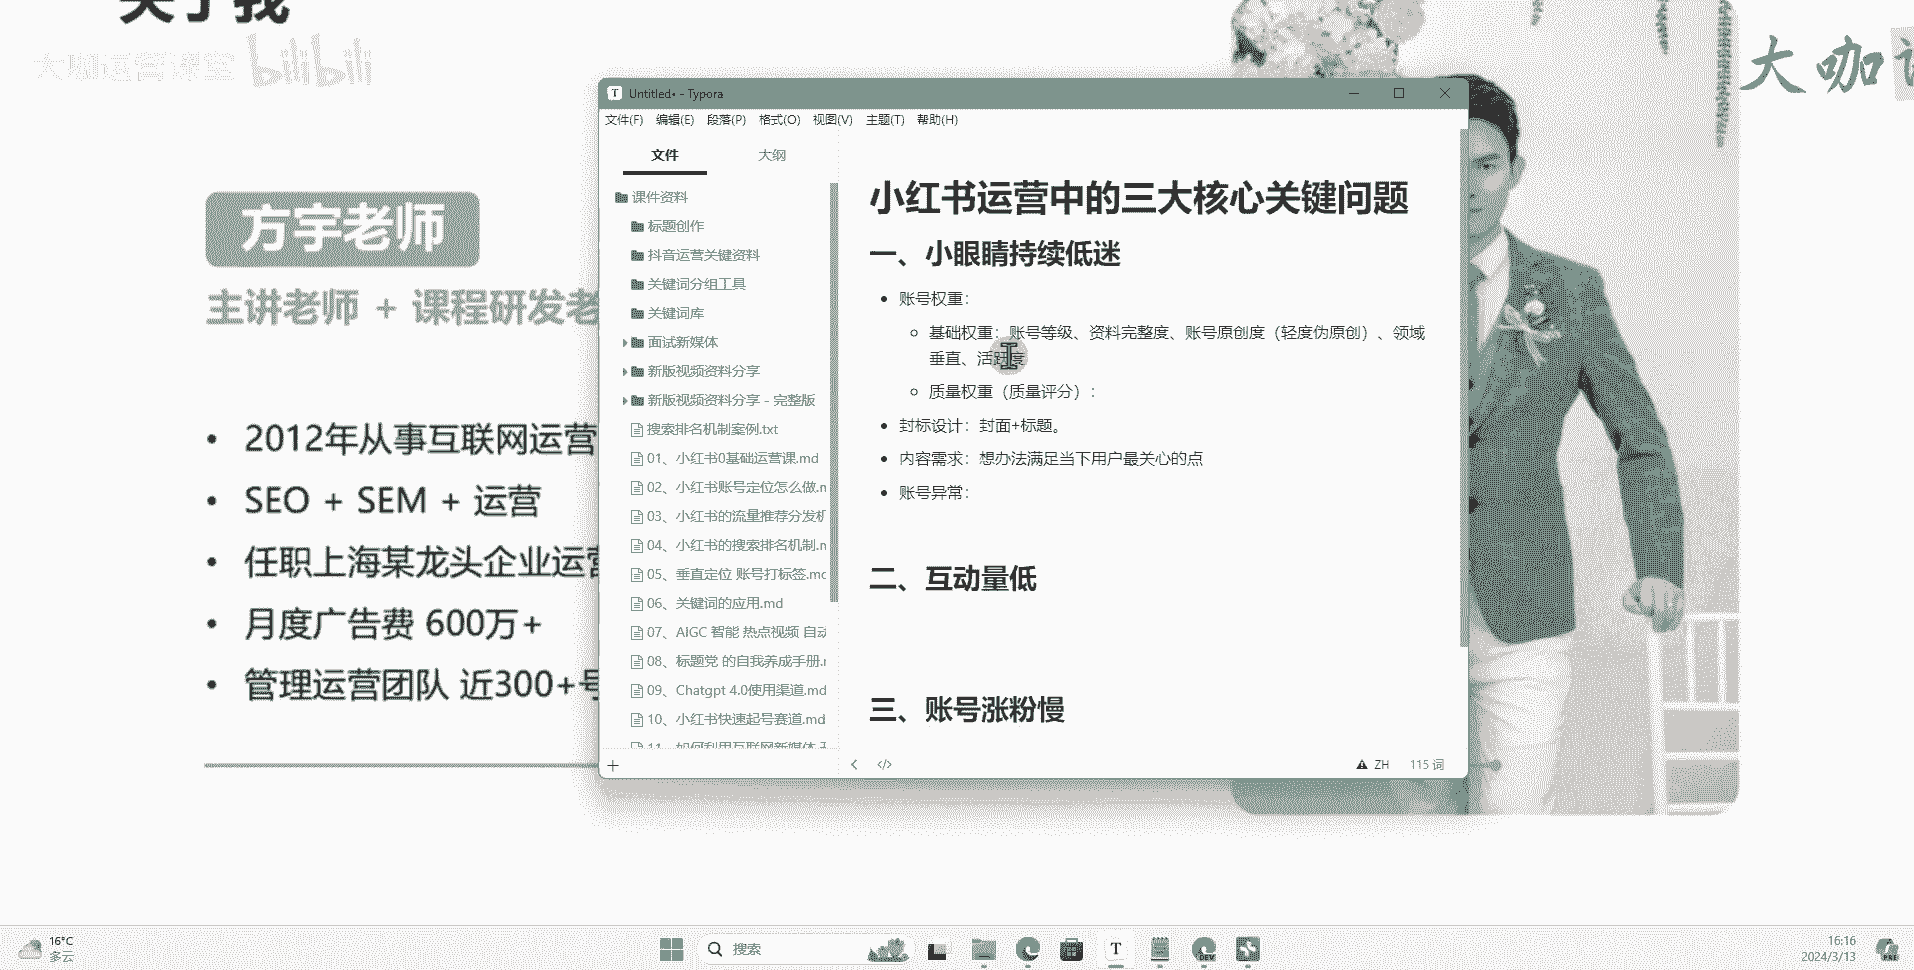 关于我
大咖运营课堂 bilibili
大咖
方宇老师
主讲老师 + 课程研发老
• 2012年从事互联网运营
• SEO + SEM + 运营
• 任职上海某龙头企业运营
• 月度广告费 600万+
• 管理运营团队 近300+号
T Untitled• - Typora
文件(F) 编辑(E) 段落(P) 格式(O) 视图(V) 主题(T) 帮助(H)
文件 大纲
课件资料
标题创作
抖音运营关键资料
关键词分组工具
关键词库
面试新媒体
新版视频资料分享
新版视频资料分享 - 完整版
搜索排名机制案例.txt
01、小红书0基础运营课.md
02、小红书账号定位怎么做.m
03、小红书的流量推荐分发机
04、小红书的搜索排名机制.m
05、垂直定位 账号打标签.mc
06、关键词的应用.md
07、AIGC 智能 热点视频 自动
08、标题党 的自我养成手册.r
09、Chatgpt 4.0使用渠道.md
10、小红书快速起号赛道.md
11、如何利用互联网新媒体
小红书运营中的三大核心关键问题
一、小眼睛持续低迷
• 账号权重：
基础权重：账号等级、资料完整度、账号原创度（轻度伪原创）、领域
垂直、活跃度
质量权重（质量评分）：
• 封标设计：封面+标题。
• 内容需求：想办法满足当下用户最关心的点
• 账号异常：
二、互动量低
三、账号涨粉慢
+ < </> ZH 115 词
16°C
多云
搜索
T
DEV
16:16
2024/3/13
PRE